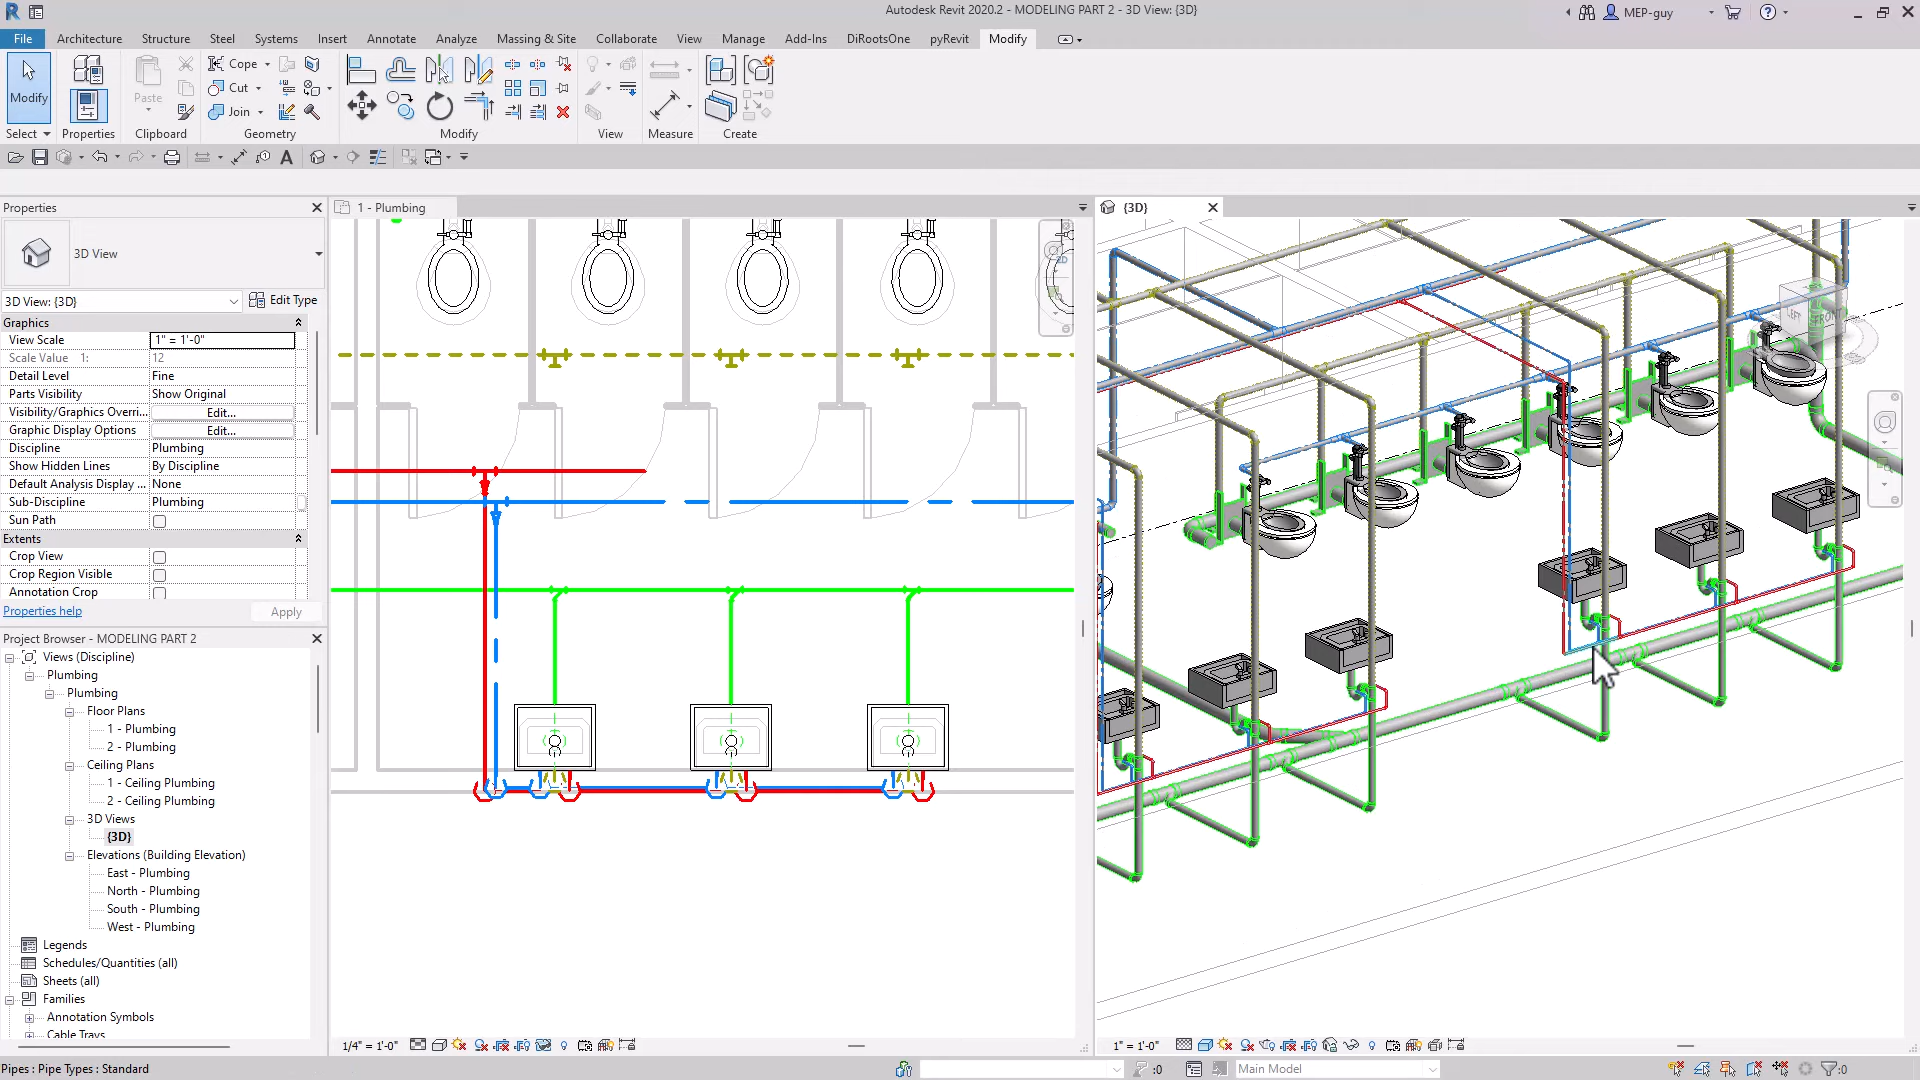 Autodesk Revit 2020.2 - MODELING PART 2 - 3D View: {3D}
MEP-guy
File Architecture Structure Steel Systems Insert Annotate Analyze Massing & Site Collaborate View Manage Add-Ins DiRootsOne pyRevit Modify
Modify
Paste
Cope
Cut
Join
Select Properties Clipboard Geometry Modify View Measure Create
Properties
3D View
3D View: {3D}
Edit Type
Graphics
View Scale 1" = 1'-0"
Scale Value 1: 12
Detail Level Fine
Parts Visibility Show Original
Visibility/Graphics Overri... Edit...
Graphic Display Options Edit...
Discipline Plumbing
Show Hidden Lines By Discipline
Default Analysis Display ... None
Sub-Discipline Plumbing
Sun Path
Extents
Crop View
Crop Region Visible
Annotation Crop
Properties help
Apply
Project Browser - MODELING PART 2
Views (Discipline)
Plumbing
Plumbing
Floor Plans
1 - Plumbing
2 - Plumbing
Ceiling Plans
1 - Ceiling Plumbing
2 - Ceiling Plumbing
3D Views
{3D}
Elevations (Building Elevation)
East - Plumbing
North - Plumbing
South - Plumbing
West - Plumbing
Legends
Schedules/Quantities (all)
Sheets (all)
Families
Annotation Symbols
Cable Trays
1 - Plumbing
2D
1/4" = 1'-0"
{3D}
LEFT FRONT
1" = 1'-0"
Pipes : Pipe Types : Standard
:0
Main Model
:0